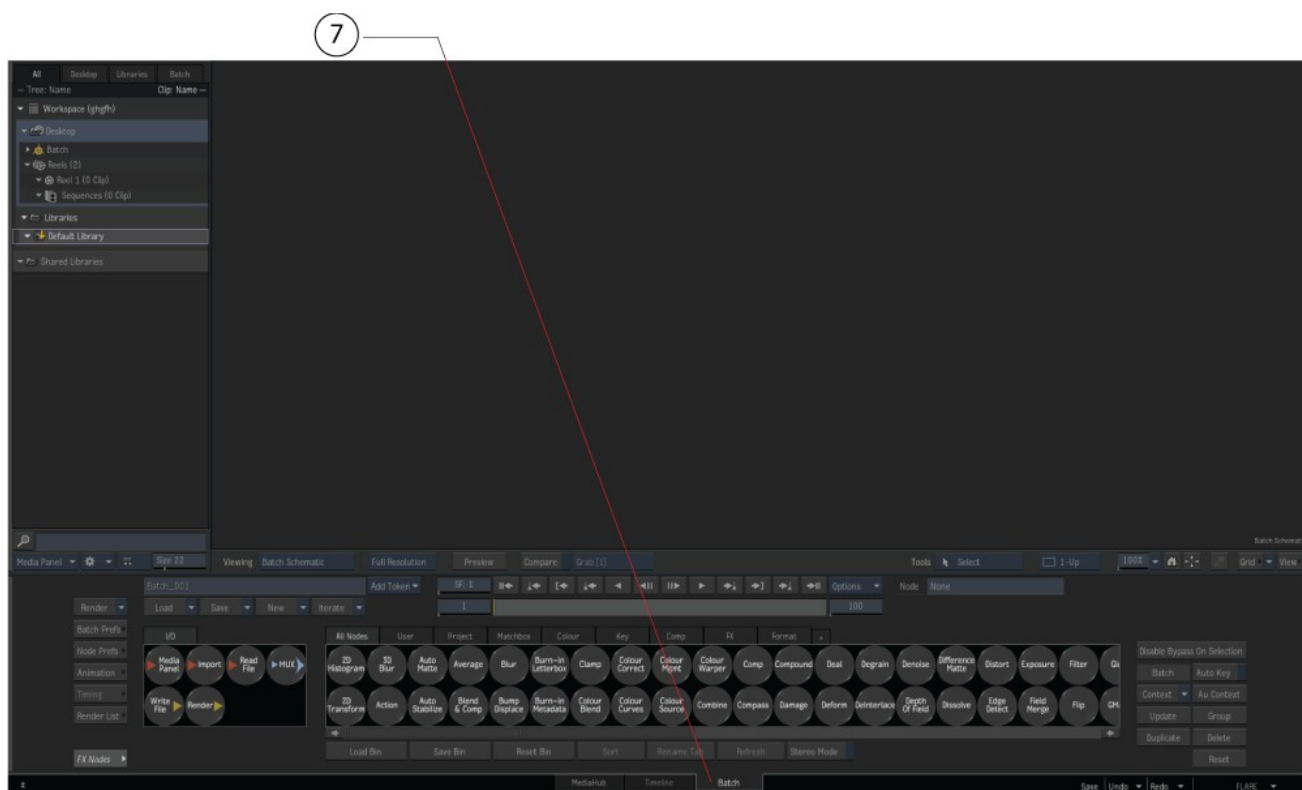 7
All Desktop Libraries Batch
Tree: Name Clip: Name
Workspace (ghgfh)
Desktop
Batch
Reels (2)
Reel 1 (0 Clip)
Sequences (0 Clip)
Libraries
Default Library
Shared Libraries
Batch Schemati
Media Panel Size 22 Viewing Batch Schematic Full Resolution Preview Compare Grab [1] Tools Select 1-Up 100% Grid View
Batch_001 Add Token SF: 1 Options Node None
Render Load Save New Iterate 1 100
Batch Prefs I/O All Nodes User Project Matchbox Colour Key Comp FX Format +
Node Prefs Disable Bypass On Selection
Media Panel Import Read File MUX 2D Histogram 3D Blur Auto Matte Average Blur Burn-in Letterbox Clamp Colour Correct Colour Mgmt Colour Warper Comp Compound Deal Degrain Denoise Difference Matte Distort Exposure Filter
Animation Batch Auto Key
Timing Context Au Context
Write File Render 2D Transform Action Auto Stabilize Blend & Comp Bump Displace Burn-in Metadata Colour Blend Colour Curves Colour Source Combine Compass Damage Deform DeInterlace Depth Of Field Dissolve Edge Detect Field Merge Flip GM
Render List Update Group
Duplicate Delete
Load Bin Save Bin Reset Bin Sort Rename Tab Refresh Stereo Mode
FX Nodes Reset
MediaHub Timeline Batch Save Undo Redo FLARE